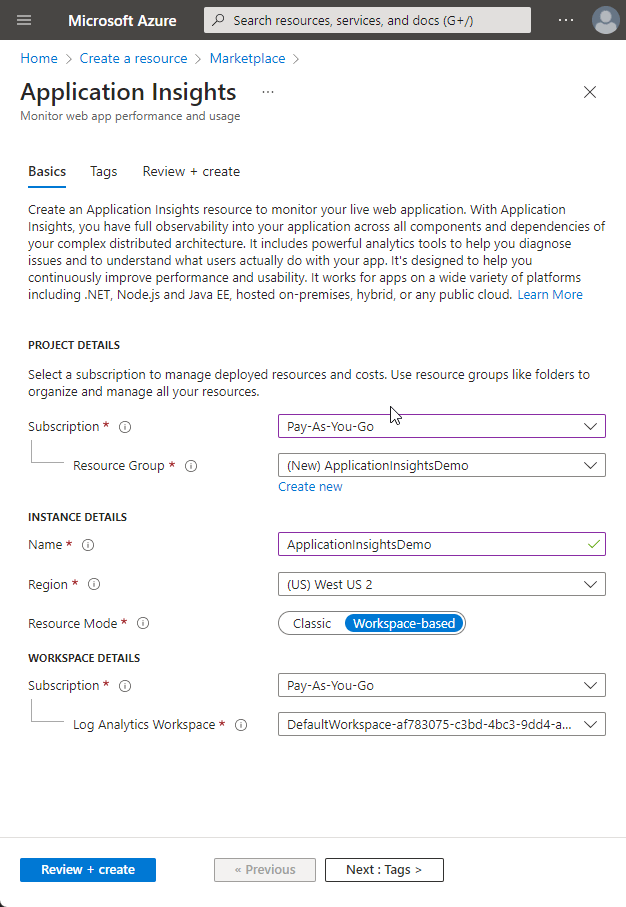 Microsoft Azure
Search resources, services, and docs (G+/)
Home > Create a resource > Marketplace >
Application Insights ...
Monitor web app performance and usage
Basics Tags Review + create
Create an Application Insights resource to monitor your live web application. With Application
Insights, you have full observability into your application across all components and dependencies of
your complex distributed architecture. It includes powerful analytics tools to help you diagnose
issues and to understand what users actually do with your app. It's designed to help you
continuously improve performance and usability. It works for apps on a wide variety of platforms
including .NET, Node.js and Java EE, hosted on-premises, hybrid, or any public cloud. Learn More
PROJECT DETAILS
Select a subscription to manage deployed resources and costs. Use resource groups like folders to
organize and manage all your resources.
Subscription * Pay-As-You-Go
Resource Group * (New) ApplicationInsightsDemo
Create new
INSTANCE DETAILS
Name * ApplicationInsightsDemo
Region * (US) West US 2
Resource Mode * Classic Workspace-based
WORKSPACE DETAILS
Subscription * Pay-As-You-Go
Log Analytics Workspace * DefaultWorkspace-af783075-c3bd-4bc3-9dd4-a...
Review + create « Previous Next : Tags >